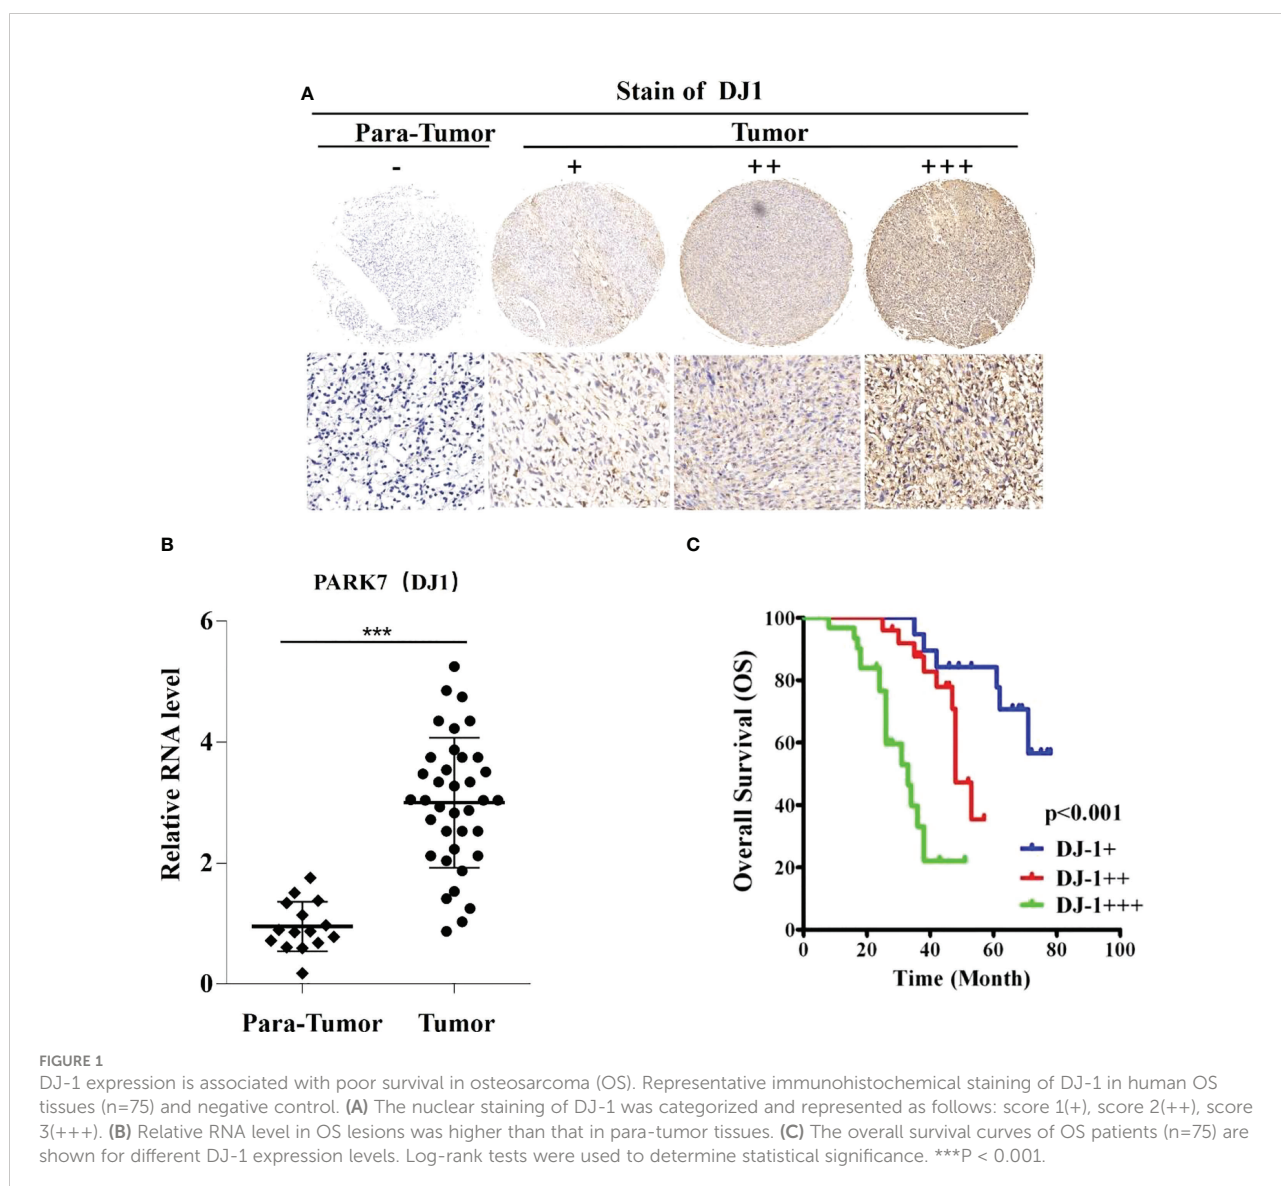 A
Stain of DJ1
Para-Tumor
Tumor
-
+
++
+++
B
PARK7 (DJ1)
***
6
4
2
0
Relative RNA level
Para-Tumor
Tumor
C
100
80
60
40
20
0
Overall Survival (OS)
p<0.001
DJ-1+
DJ-1++
DJ-1+++
0
20
40
60
80
100
Time (Month)
FIGURE 1
DJ-1 expression is associated with poor survival in osteosarcoma (OS). Representative immunohistochemical staining of DJ-1 in human OS
tissues (n=75) and negative control. (A) The nuclear staining of DJ-1 was categorized and represented as follows: score 1(+), score 2(++), score
3(+++). (B) Relative RNA level in OS lesions was higher than that in para-tumor tissues. (C) The overall survival curves of OS patients (n=75) are
shown for different DJ-1 expression levels. Log-rank tests were used to determine statistical significance. ***P < 0.001.